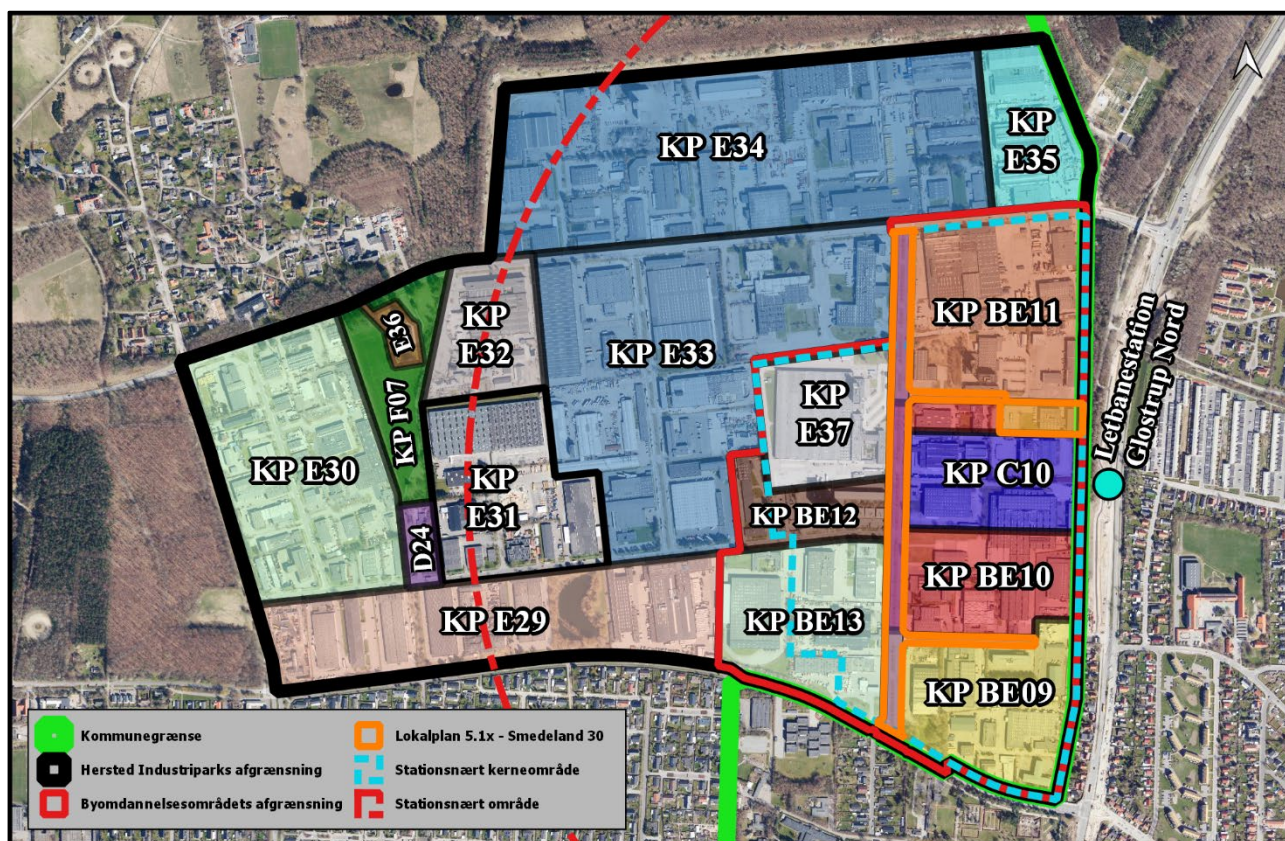 KP E34
KP
E35
KP BE11
E36
KP
E32
KP E33
KP F07
KP
E37
KP E30
KP
E31
KP C10
Letbanestation
Glostrup Nord
KP BE12
D24
KP BE10
KP E29
KP BE13
KP BE09
Kommunegrænse
Hersted Industriparks afgrænsning
Byomdannelsesområdets afgrænsning
Lokalplan 5.1x - Smedeland 30
Stationsnært kerneområde
Stationsnært område